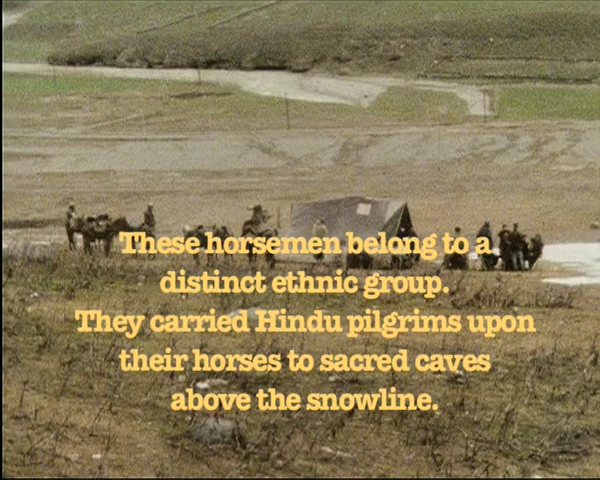 These horsemen belong to a
distinct ethnic group.
They carried Hindu pilgrims upon
their horses to sacred caves
above the snowline.